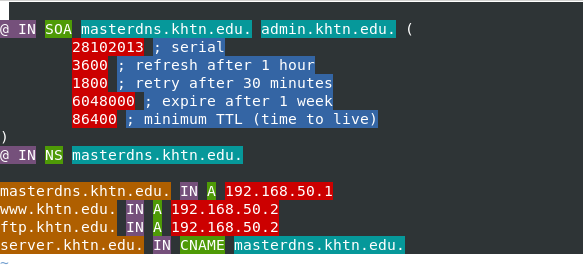 @ IN SOA masterdns.khtn.edu. admin.khtn.edu. (
28102013 ; serial
3600 ; refresh after 1 hour
1800 ; retry after 30 minutes
6048000 ; expire after 1 week
86400 ; minimum TTL (time to live)
)
@ IN NS masterdns.khtn.edu.
masterdns.khtn.edu. IN A 192.168.50.1
www.khtn.edu. IN A 192.168.50.2
ftp.khtn.edu. IN A 192.168.50.2
server.khtn.edu. IN CNAME masterdns.khtn.edu.
~